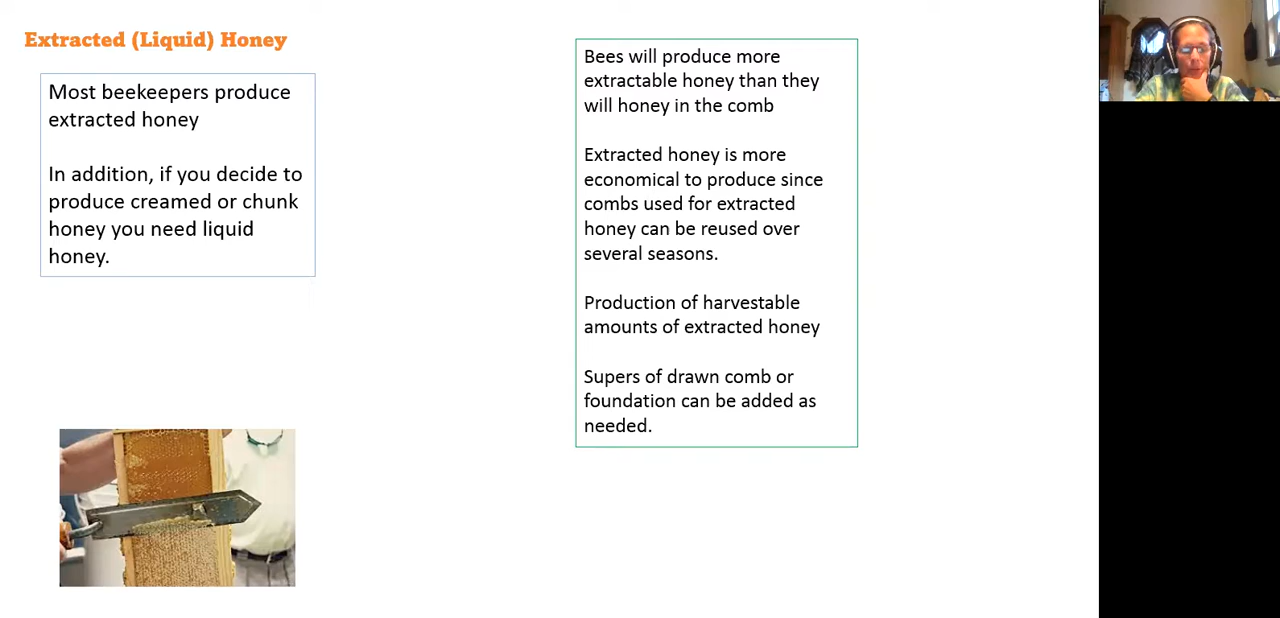 Extracted (Liquid) Honey
Most beekeepers produce
extracted honey
In addition, if you decide to
produce creamed or chunk
honey you need liquid
honey.
Bees will produce more
extractable honey than they
will honey in the comb
Extracted honey is more
economical to produce since
combs used for extracted
honey can be reused over
several seasons.
Production of harvestable
amounts of extracted honey
Supers of drawn comb or
foundation can be added as
needed.